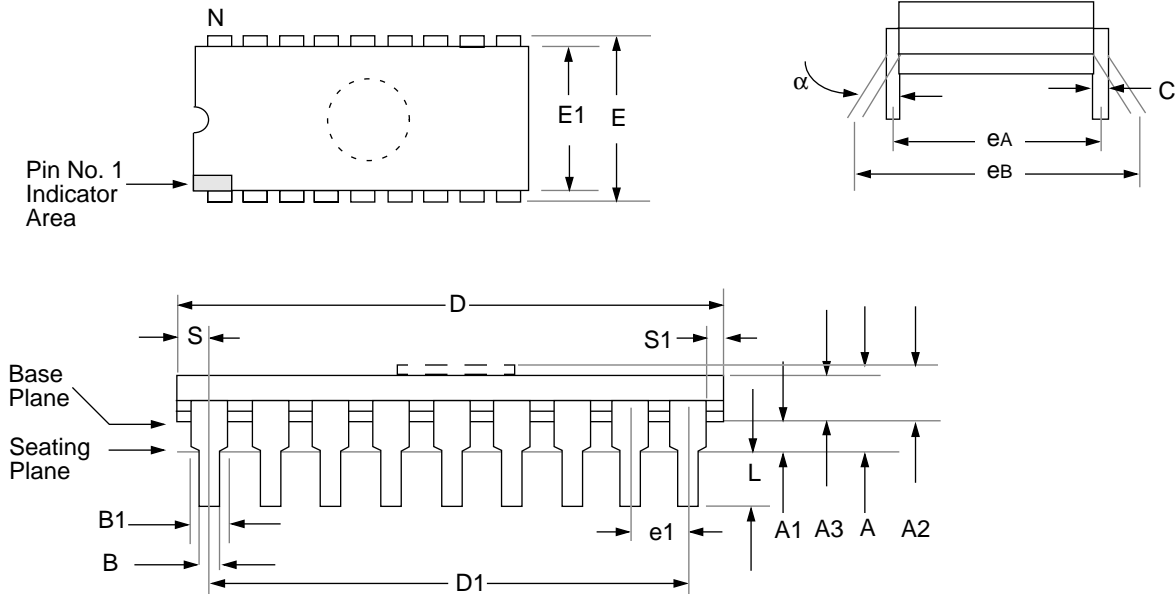 N
E1
E
Pin No. 1
Indicator
Area
α
C
eA
eB
D
S
S1
Base
Plane
Seating
Plane
L
B1
e1
A1
A3
A
A2
B
D1